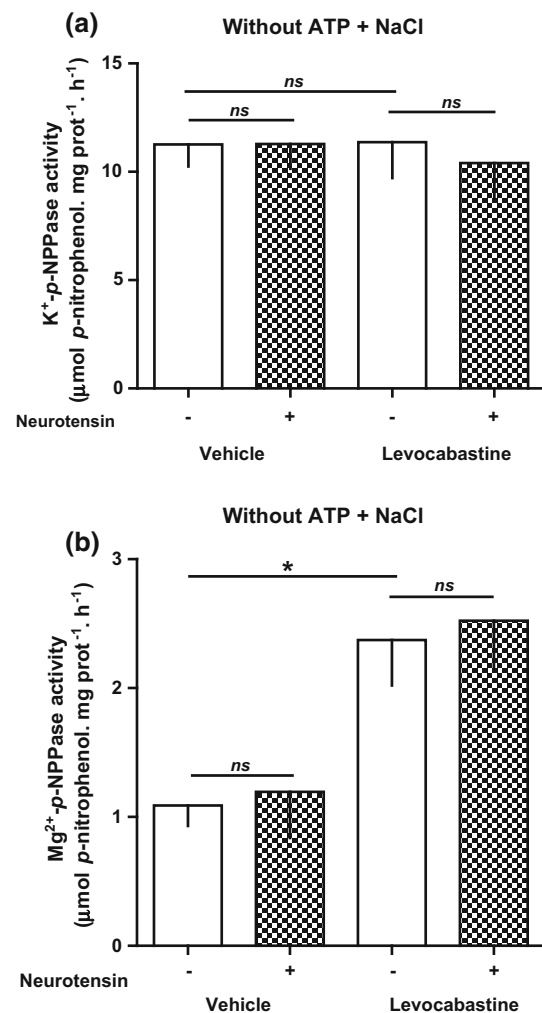 (a)
Without ATP + NaCl
K⁺-p-NPPase activity
(μmol p-nitrophenol. mg prot⁻¹. h⁻¹)
15
10
5
0
ns
ns
ns
Neurotensin - + - +
Vehicle Levocabastine
(b)
Without ATP + NaCl
Mg²⁺-p-NPPase activity
(μmol p-nitrophenol. mg prot⁻¹. h⁻¹)
3
2
1
0
*
ns
ns
Neurotensin - + - +
Vehicle Levocabastine